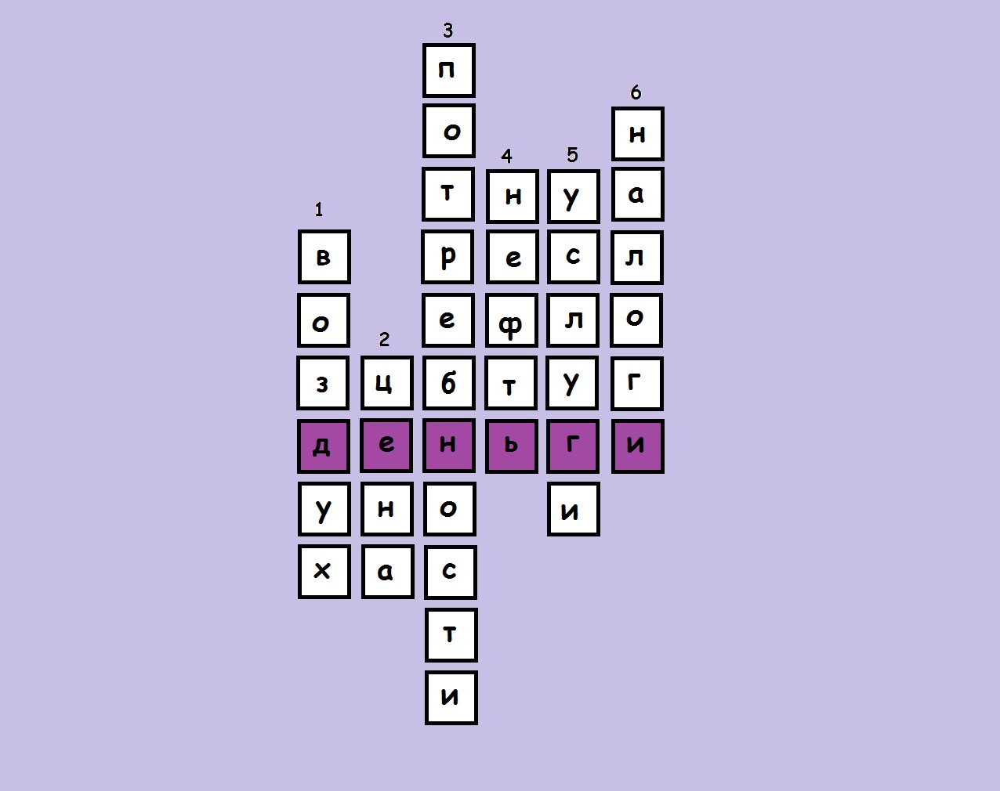 3
п
6
о
н
4 5
т н у а
1
в р е с л
о е ф л о
2
з ц б т у г
д е н ь г и
у н о и
х а с
т
и